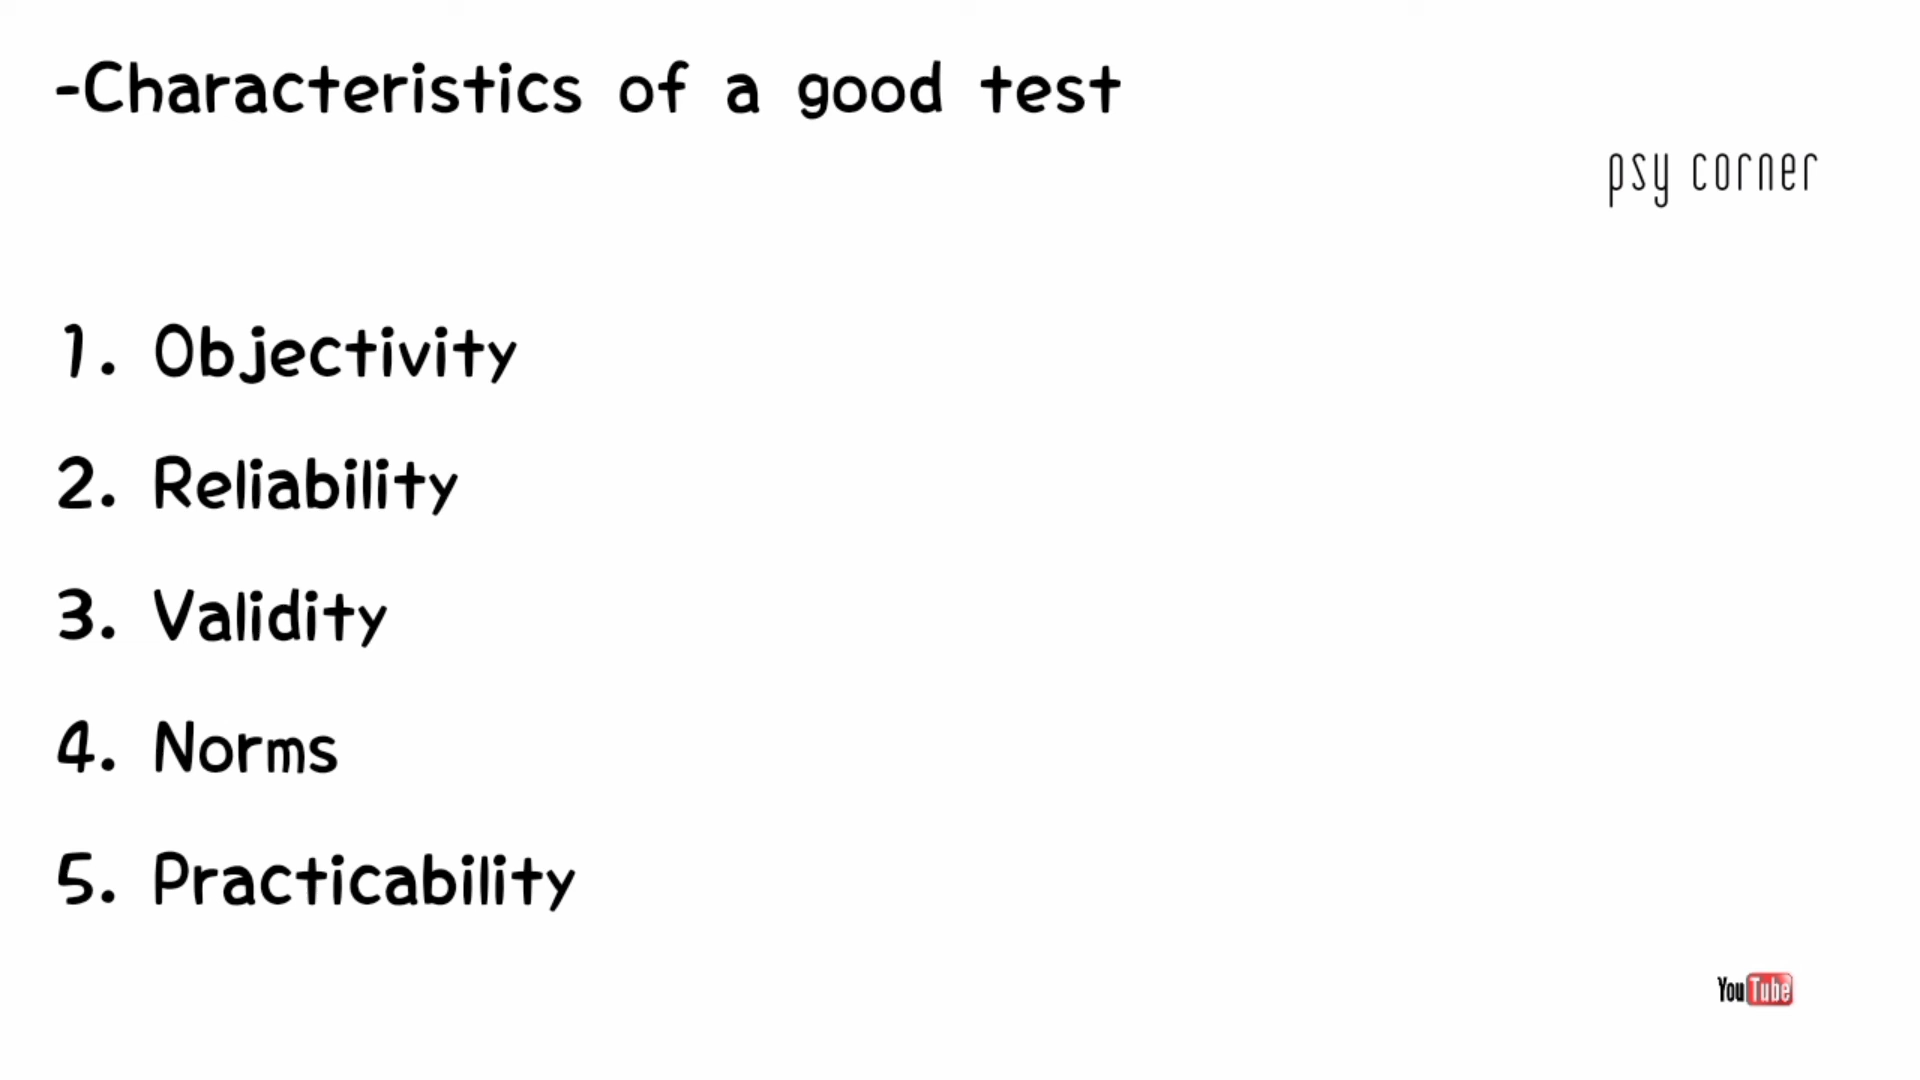 -Characteristics of a good test
psy corner
1. Objectivity
2. Reliability
3. Validity
4. Norms
5. Practicability
YouTube